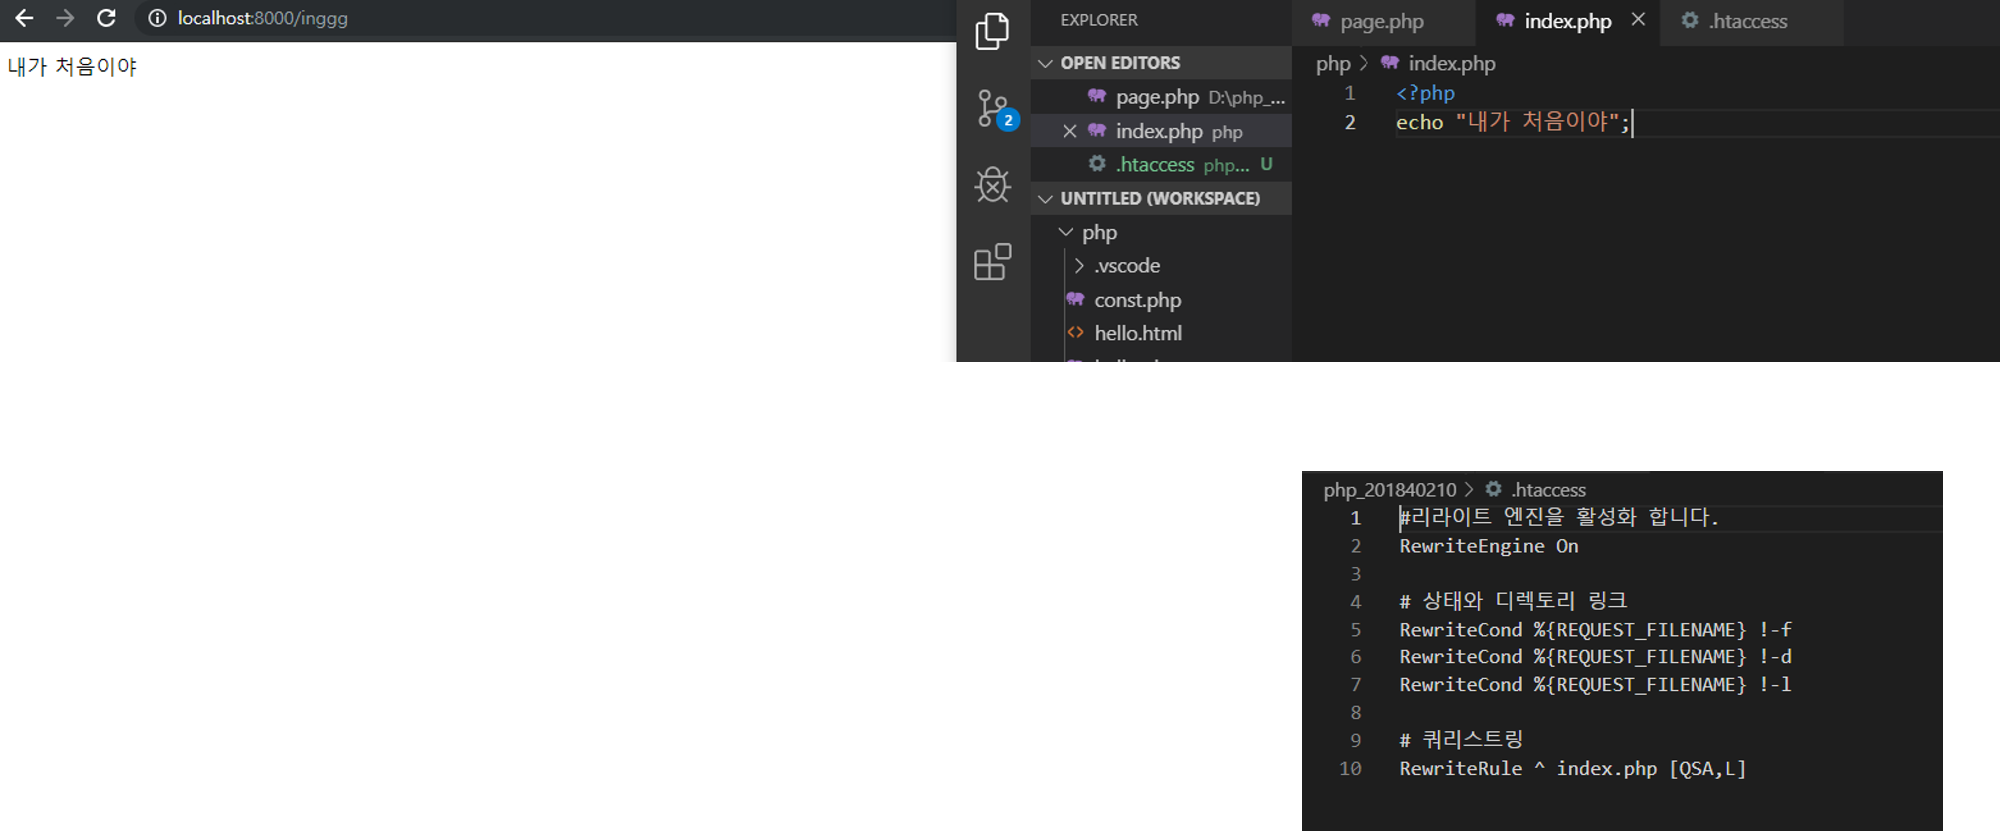 localhost:8000/inggg
내가 처음이야
EXPLORER
OPEN EDITORS
page.php D:\php_...
index.php php
.htaccess php... U
UNTITLED (WORKSPACE)
php
.vscode
const.php
hello.html
2
page.php index.php .htaccess
php > index.php
1 <?php
2 echo "내가 처음이야";
php_201840210 > .htaccess
1 #리라이트 엔진을 활성화 합니다.
2 RewriteEngine On
3
4 # 상태와 디렉토리 링크
5 RewriteCond %{REQUEST_FILENAME} !-f
6 RewriteCond %{REQUEST_FILENAME} !-d
7 RewriteCond %{REQUEST_FILENAME} !-l
8
9 # 쿼리스트링
10 RewriteRule ^ index.php [QSA,L]